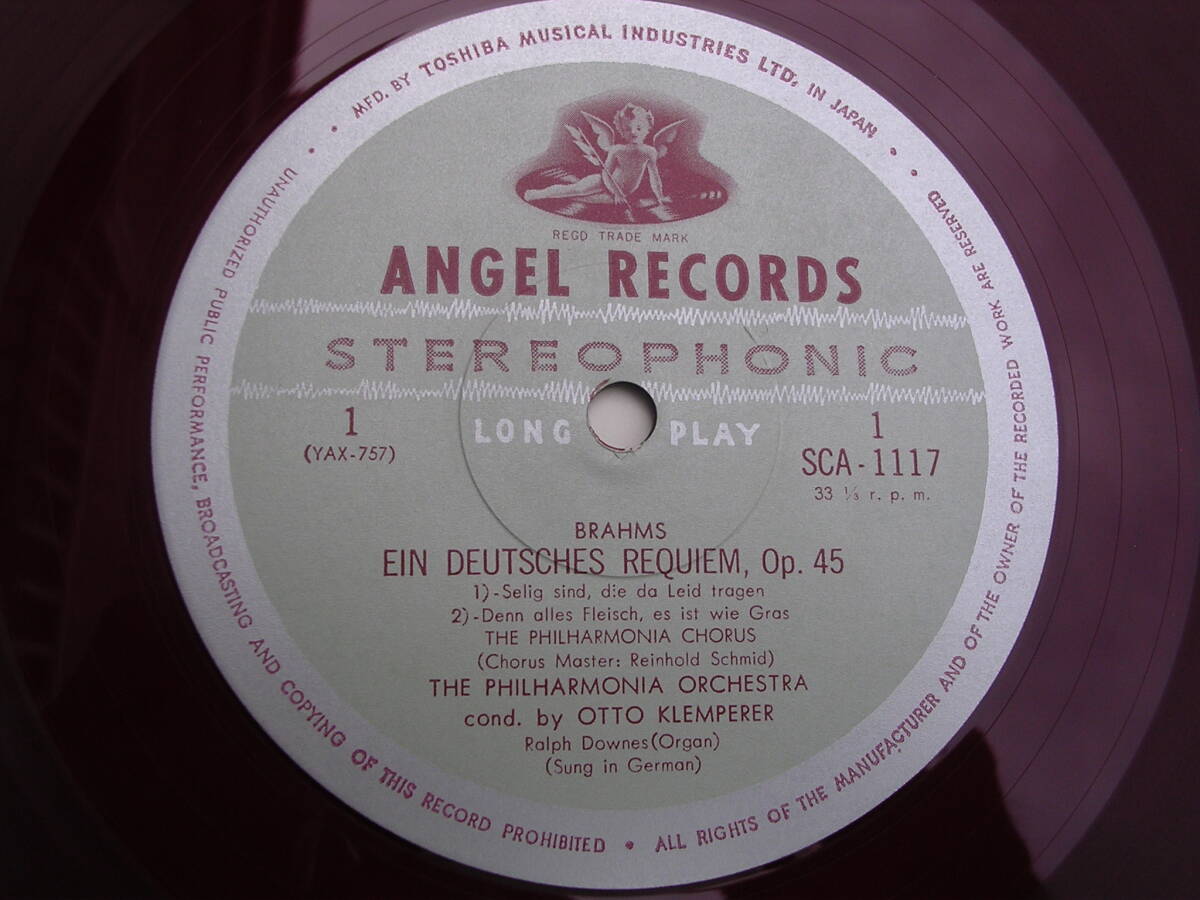 MFD. BY TOSHIBA MUSICAL INDUSTRIES LTD. IN JAPAN
REGD TRADE MARK
ANGEL RECORDS
STEREOPHONIC
LONG PLAY
1
(YAX-757)
1
SCA-1117
33 ⅓ r. p. m.
BRAHMS
EIN DEUTSCHES REQUIEM, Op. 45
1)-Selig sind, die da Leid tragen
2)-Denn alles Fleisch, es ist wie Gras
THE PHILHARMONIA CHORUS
(Chorus Master: Reinhold Schmid)
THE PHILHARMONIA ORCHESTRA
cond. by OTTO KLEMPERER
Ralph Downes (Organ)
(Sung in German)
UNAUTHORIZED PUBLIC PERFORMANCE, BROADCASTING AND COPYING OF THIS RECORD PROHIBITED • ALL RIGHTS OF THE MANUFACTURER AND OF THE OWNER OF THE RECORDED WORK ARE RESERVED